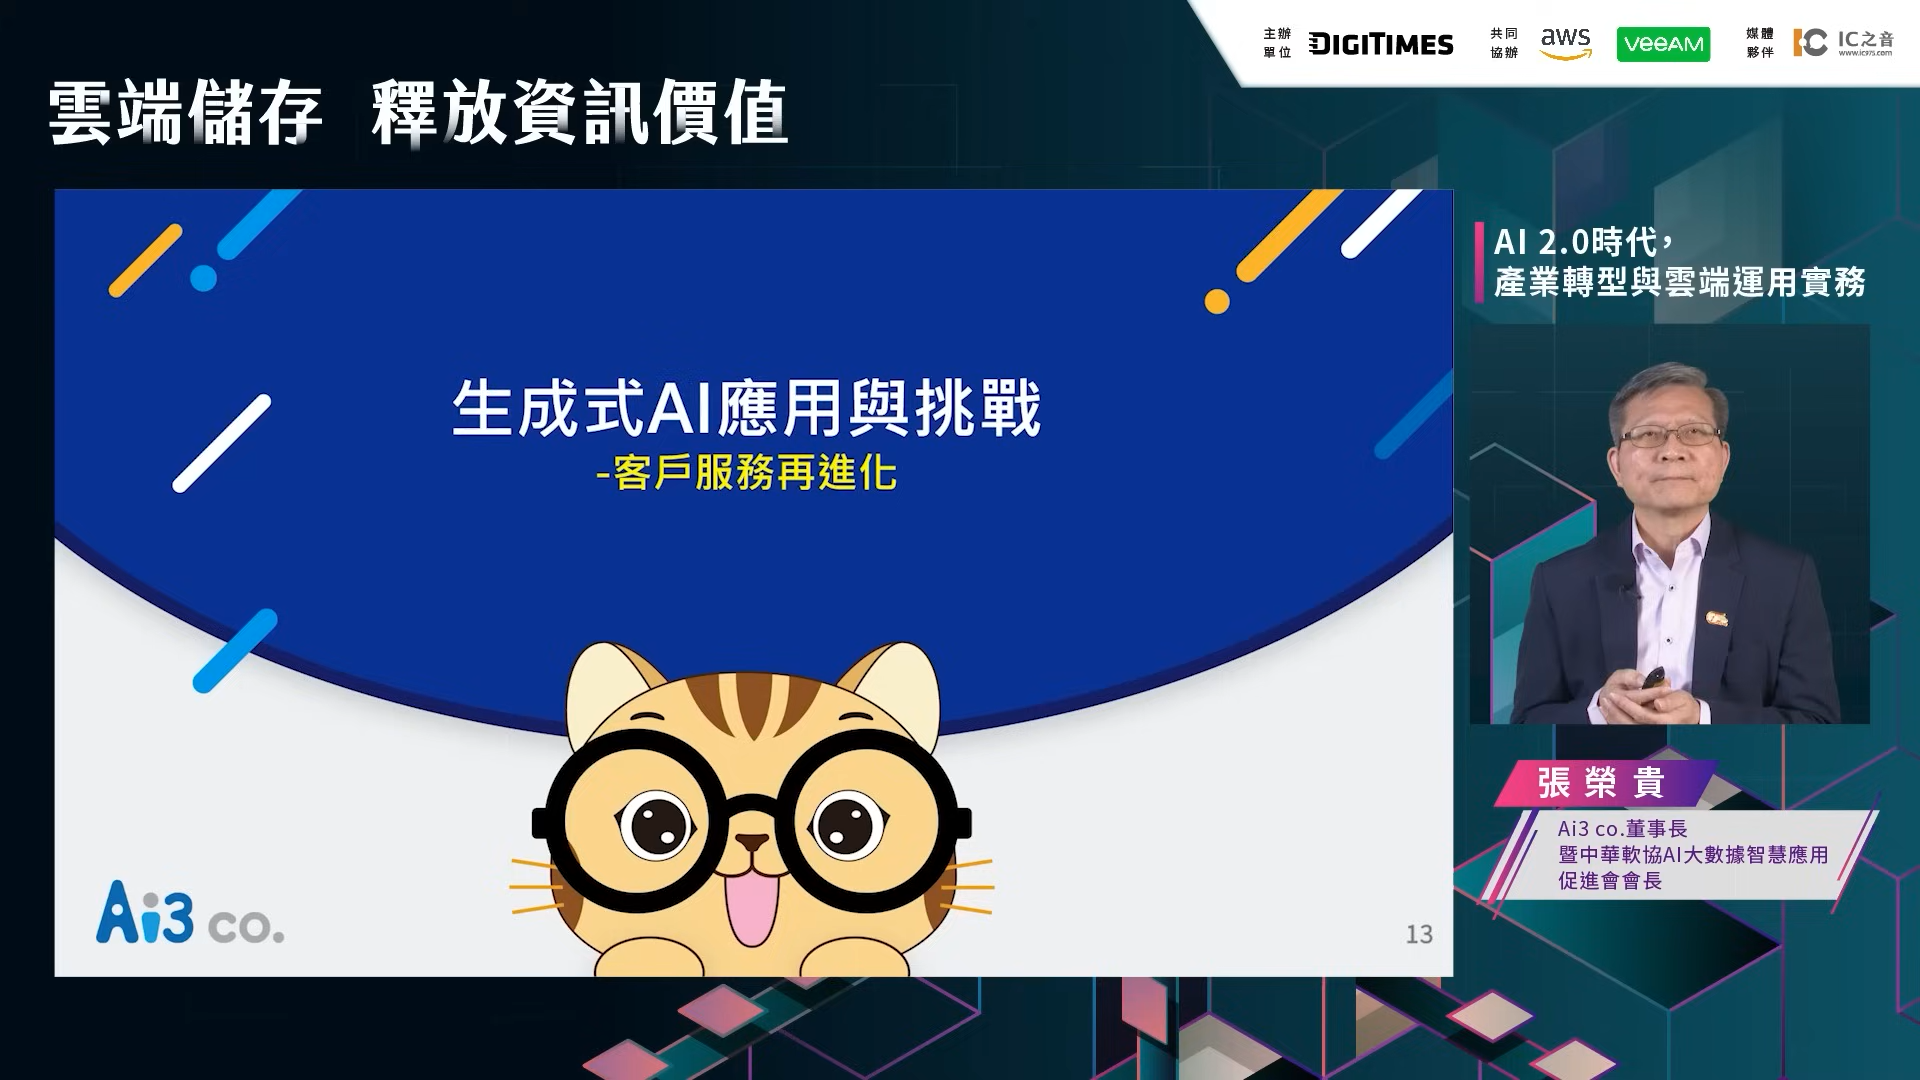 主辦
單位
DIGITIMES
共同
協辦
aws
veeAM
媒體
夥伴
IC之音
www.ic975.com
雲端儲存 釋放資訊價值
AI 2.0時代，
產業轉型與雲端運用實務
生成式AI應用與挑戰
-客戶服務再進化
張榮貴
Ai3 co.董事長
暨中華軟協AI大數據智慧應用
促進會會長
Ai3 co.
13